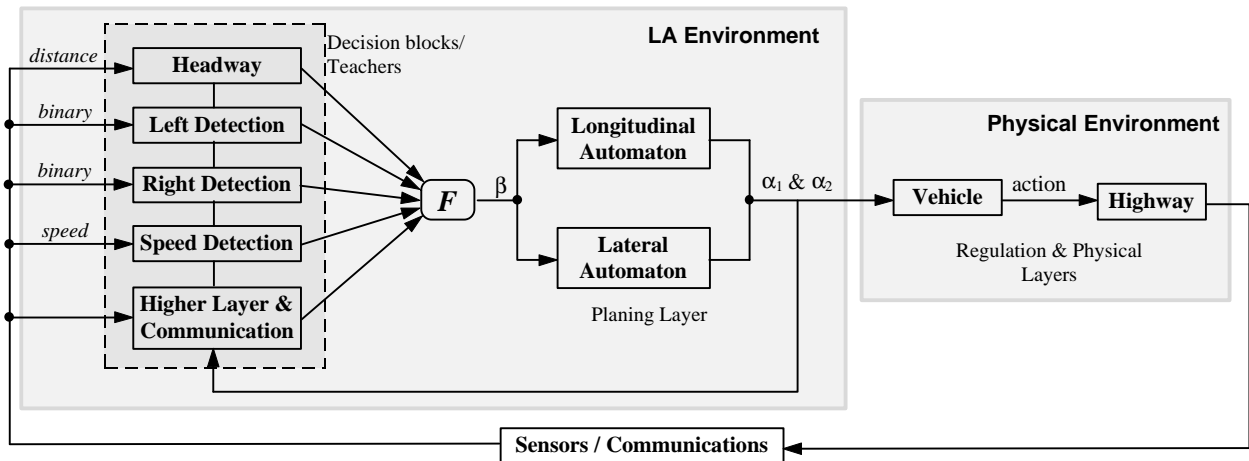 LA Environment
Decision blocks/
Teachers
distance
Headway
binary
Left Detection
binary
Right Detection
speed
Speed Detection
Higher Layer &
Communication
F
β
Longitudinal
Automaton
Lateral
Automaton
Planing Layer
α1 & α2
Physical Environment
Vehicle
action
Highway
Regulation & Physical
Layers
Sensors / Communications